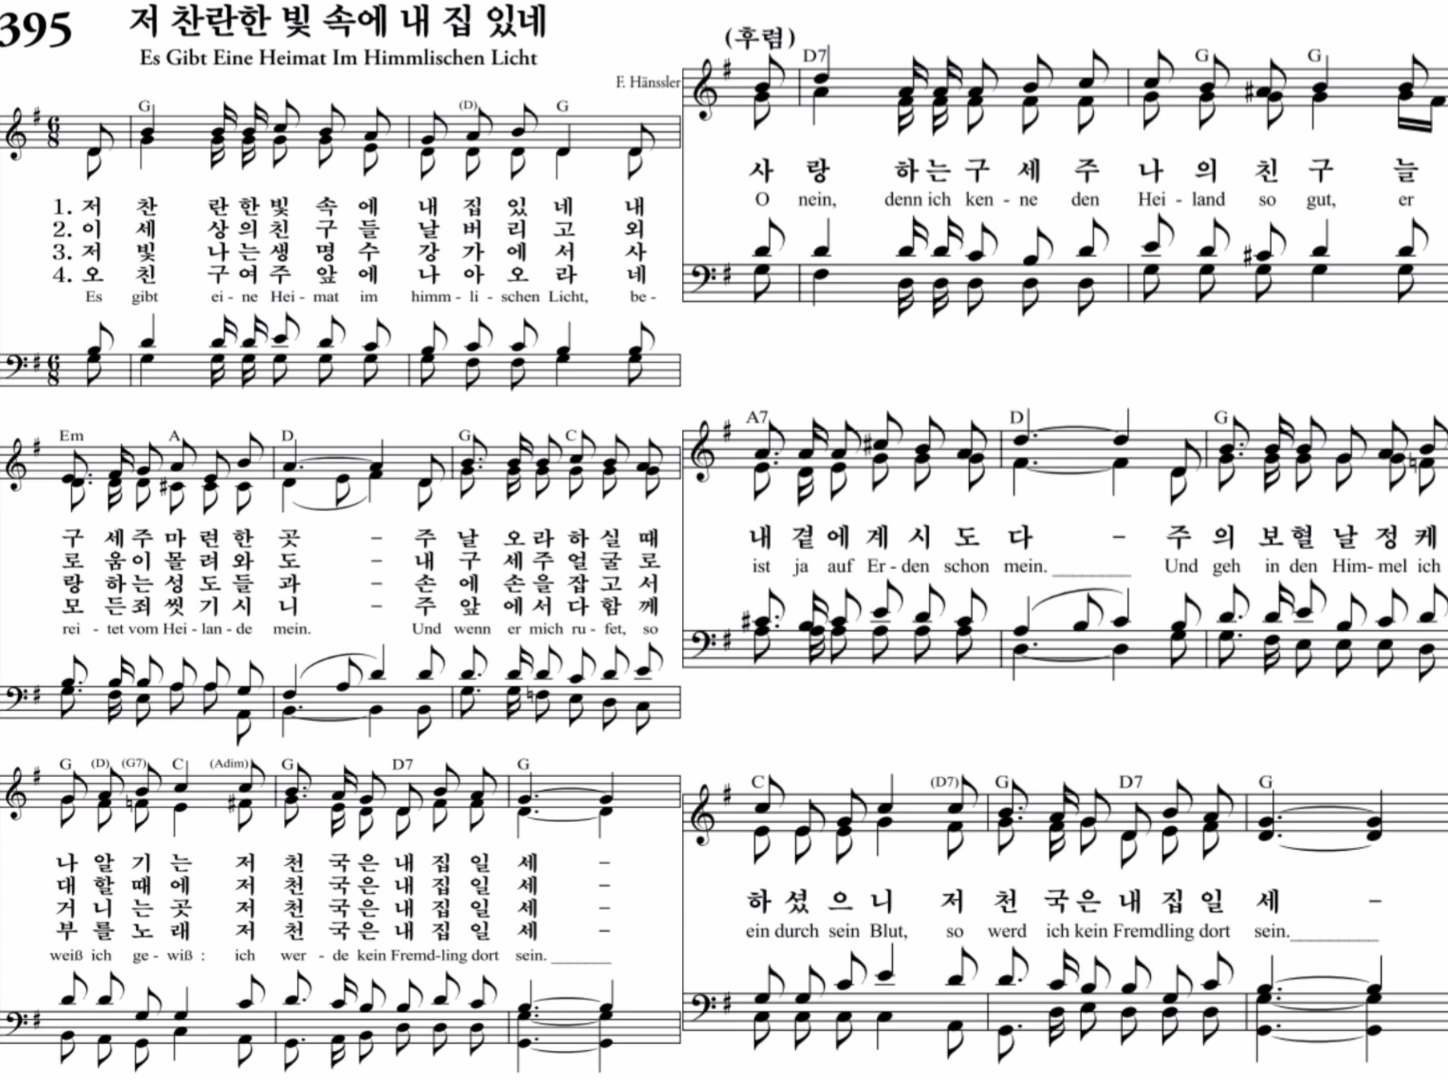 395
저 찬란한 빛 속에 내 집 있네
Es Gibt Eine Heimat Im Himmlischen Licht
F. Hänssler
G (D) G
1. 저 찬 란 한 빛 속 에 내 집 있 네 내
2. 이 세 상 의 친 구 들 날 버 리 고 외
3. 저 빛 나 는 생 명 수 강 가 에 서 사
4. 오 친 구 여 주 앞 에 나 아 오 라 네
Es gibt ei - ne Hei - mat im himm - li - schen Licht, be -
Em A D G C
구 세 주 마 련 한 곳 - 주 날 오 라 하 실 때
로 움 이 몰 려 와 도 - 내 구 세 주 얼 굴 로
랑 하 는 성 도 들 과 - 손 에 손 을 잡 고 서
모 든 죄 씻 기 시 니 - 주 앞 에 서 다 함 께
rei - tet vom Hei - lan - de mein. Und wenn er mich ru - fet, so
G (D) (G7) C (Adim) G D7 G
나 알 기 는 저 천 국 은 내 집 일 세 -
대 할 때 에 저 천 국 은 내 집 일 세 -
거 니 는 곳 저 천 국 은 내 집 일 세 -
부 를 노 래 저 천 국 은 내 집 일 세 -
weiß ich ge - wiß : ich wer - de kein Fremd-ling dort sein. ________
(후렴)
D7 G G
사 랑 하 는 구 세 주 나 의 친 구 늘
O nein, denn ich ken - ne den Hei - land so gut, er
A7 D G
내 곁 에 계 시 도 다 - 주 의 보 혈 날 정 케
ist ja auf Er - den schon mein. ________ Und geh in den Him- mel ich
C (D7) G D7 G
하 셨 으 니 저 천 국 은 내 집 일 세 -
ein durch sein Blut, so werd ich kein Fremdling dort sein.________